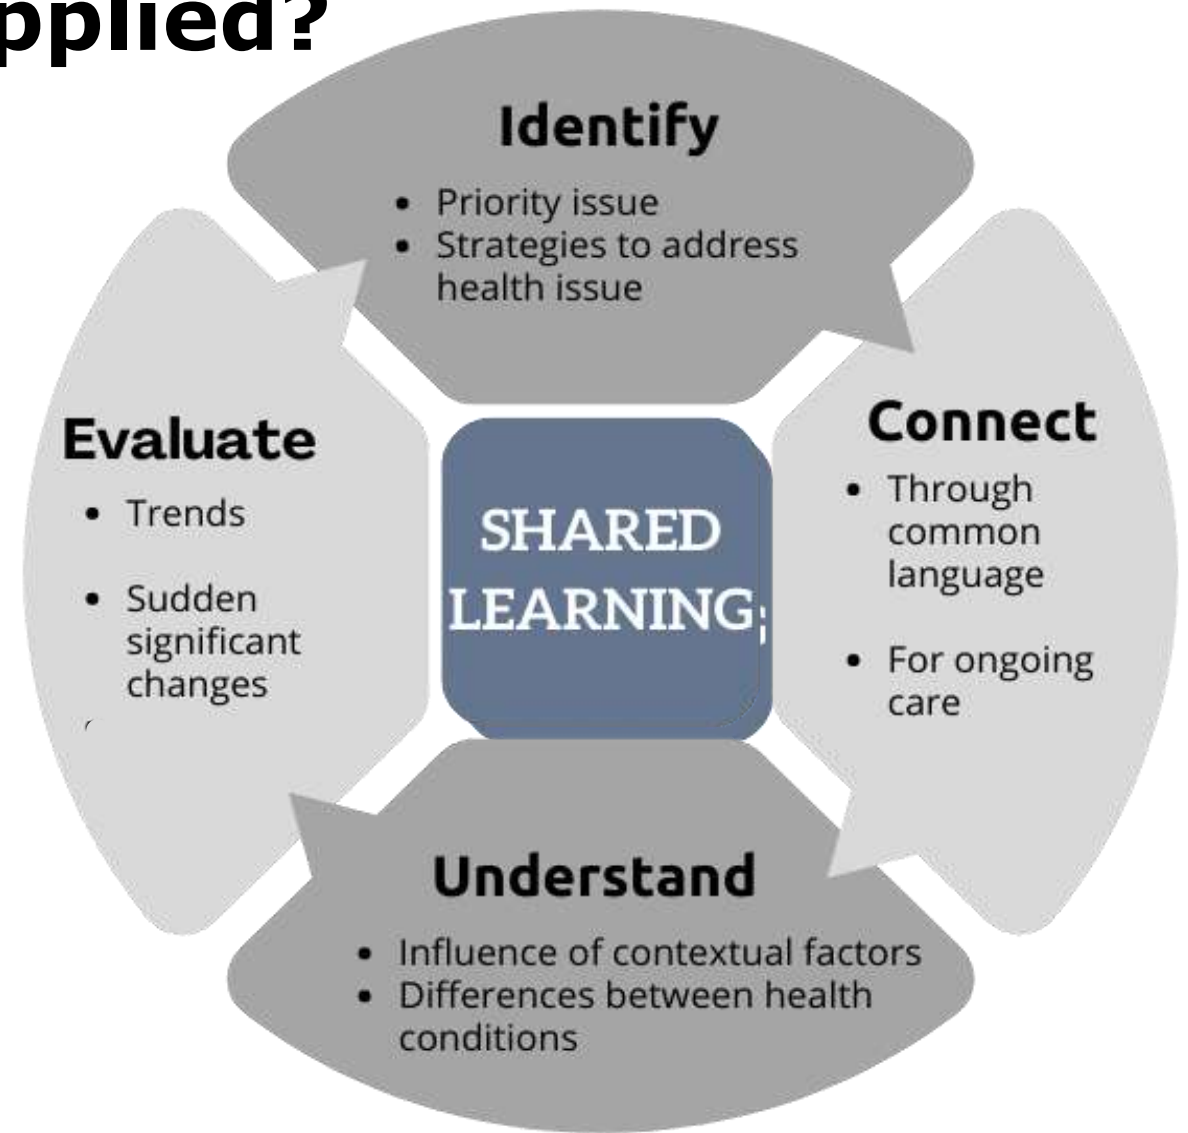 pplied?
Identify
• Priority issue
• Strategies to address
health issue
Connect
• Through
common
language
• For ongoing
care
Understand
• Influence of contextual factors
• Differences between health
conditions
Evaluate
• Trends
• Sudden
significant
changes
SHARED
LEARNING